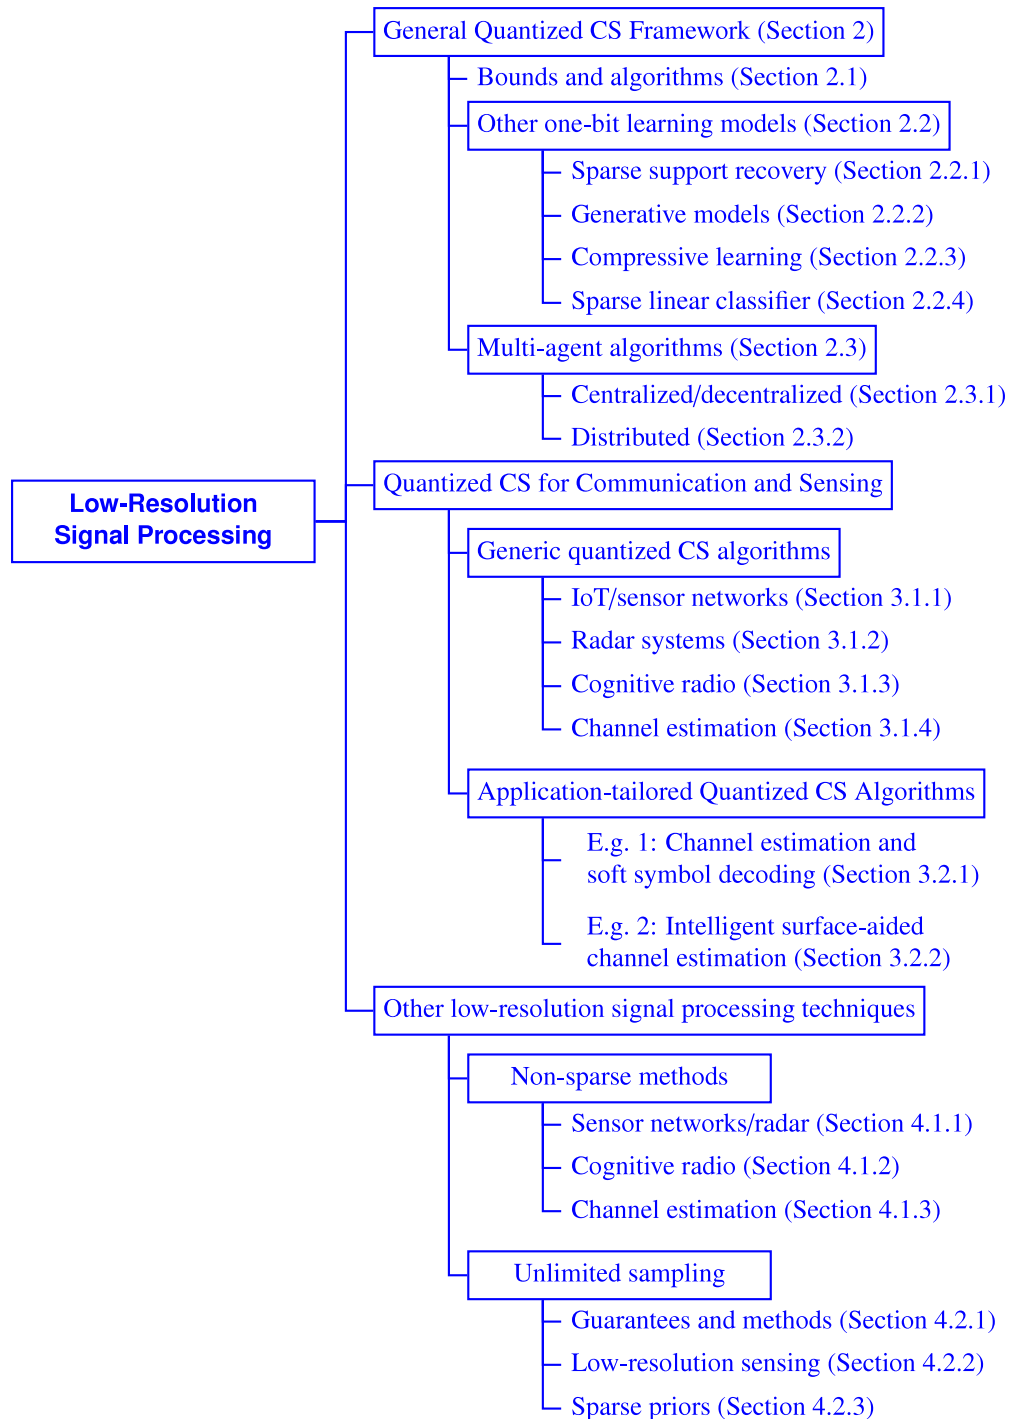 General Quantized CS Framework (Section 2)
Bounds and algorithms (Section 2.1)
Other one-bit learning models (Section 2.2)
Sparse support recovery (Section 2.2.1)
Generative models (Section 2.2.2)
Compressive learning (Section 2.2.3)
Sparse linear classifier (Section 2.2.4)
Multi-agent algorithms (Section 2.3)
Centralized/decentralized (Section 2.3.1)
Distributed (Section 2.3.2)
Low-Resolution
Signal Processing
Quantized CS for Communication and Sensing
Generic quantized CS algorithms
IoT/sensor networks (Section 3.1.1)
Radar systems (Section 3.1.2)
Cognitive radio (Section 3.1.3)
Channel estimation (Section 3.1.4)
Application-tailored Quantized CS Algorithms
E.g. 1: Channel estimation and
soft symbol decoding (Section 3.2.1)
E.g. 2: Intelligent surface-aided
channel estimation (Section 3.2.2)
Other low-resolution signal processing techniques
Non-sparse methods
Sensor networks/radar (Section 4.1.1)
Cognitive radio (Section 4.1.2)
Channel estimation (Section 4.1.3)
Unlimited sampling
Guarantees and methods (Section 4.2.1)
Low-resolution sensing (Section 4.2.2)
Sparse priors (Section 4.2.3)